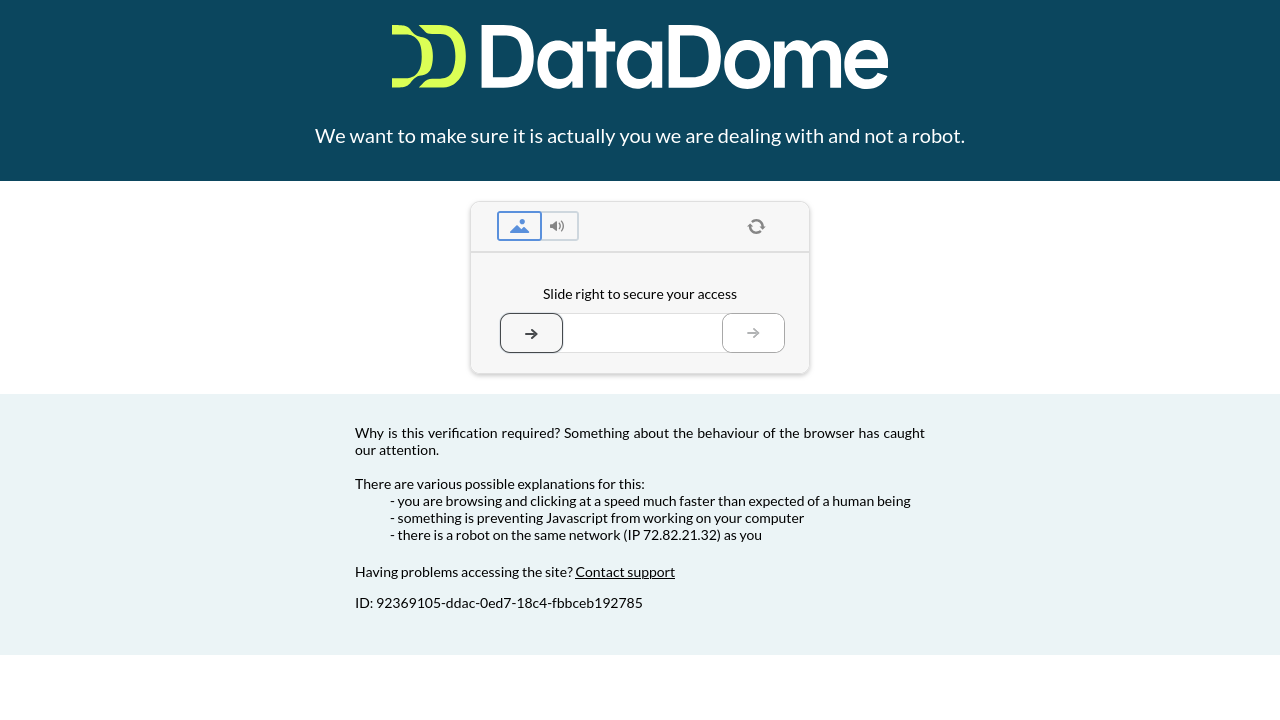 DataDome
We want to make sure it is actually you we are dealing with and not a robot.
Slide right to secure your access
Why is this verification required? Something about the behaviour of the browser has caught
our attention.
There are various possible explanations for this:
- you are browsing and clicking at a speed much faster than expected of a human being
- something is preventing Javascript from working on your computer
- there is a robot on the same network (IP 72.82.21.32) as you
Having problems accessing the site? Contact support
ID: 92369105-ddac-0ed7-18c4-fbbceb192785